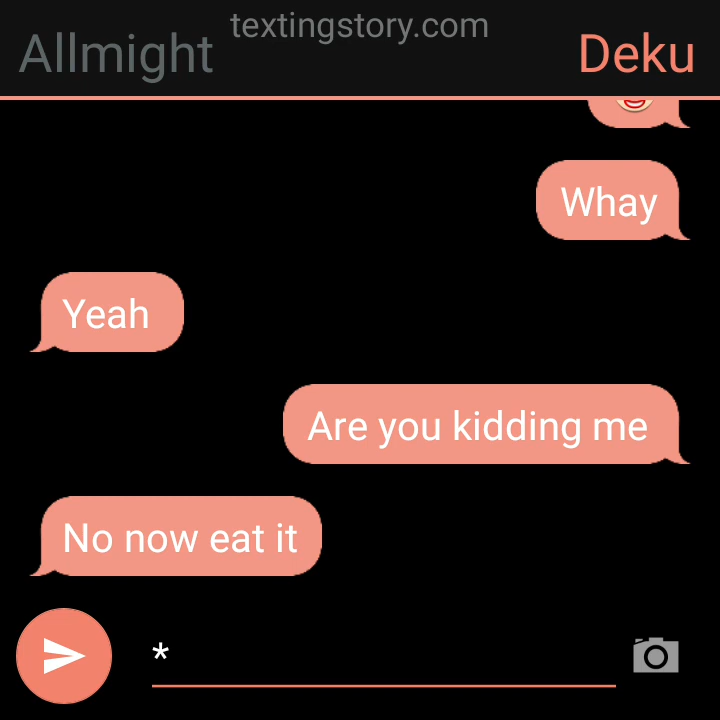 textingstory.com
Allmight Deku
Whay
Yeah
Are you kidding me
No now eat it
*